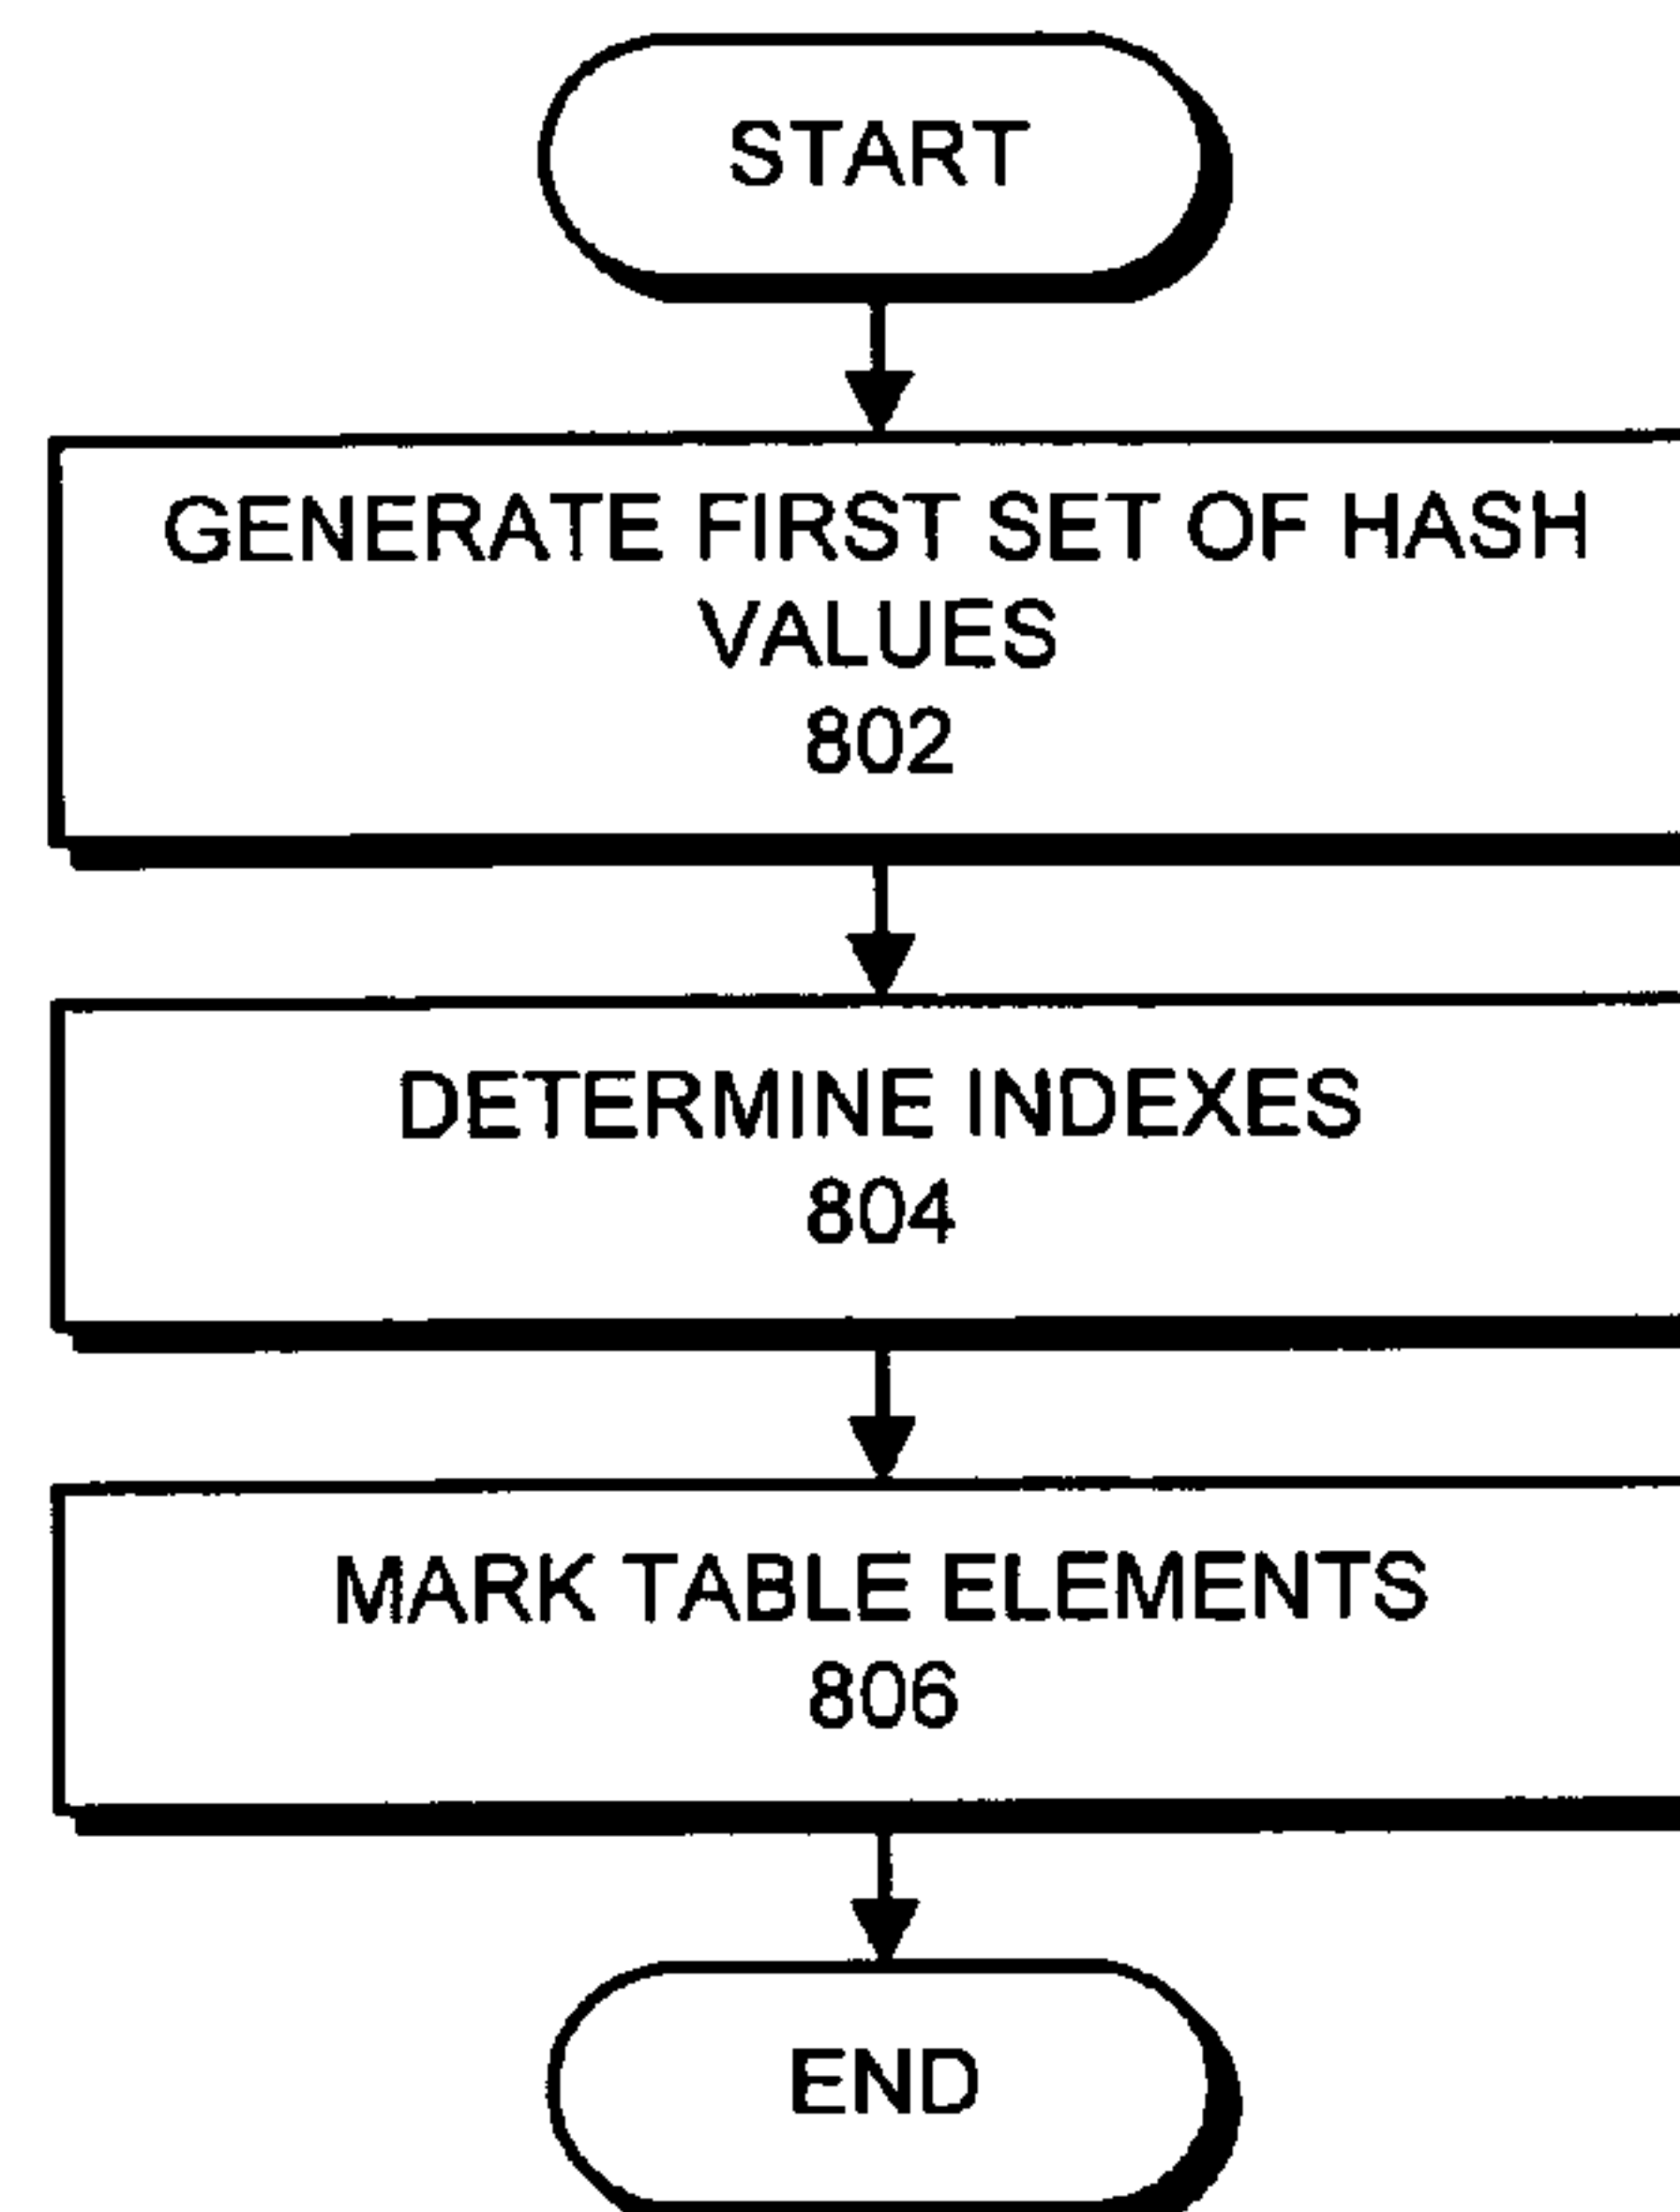 START
GENERATE FIRST SET OF HASH
VALUES
802
DETERMINE INDEXES
804
MARK TABLE ELEMENTS
806
END